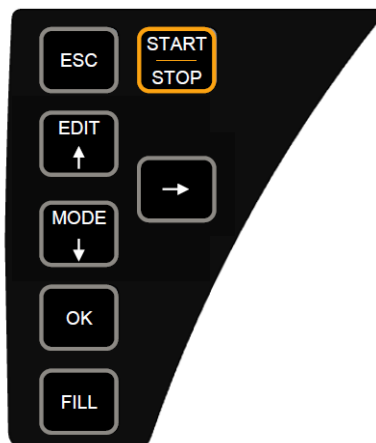 ESC
START
STOP
EDIT
↑
→
MODE
↓
OK
FILL